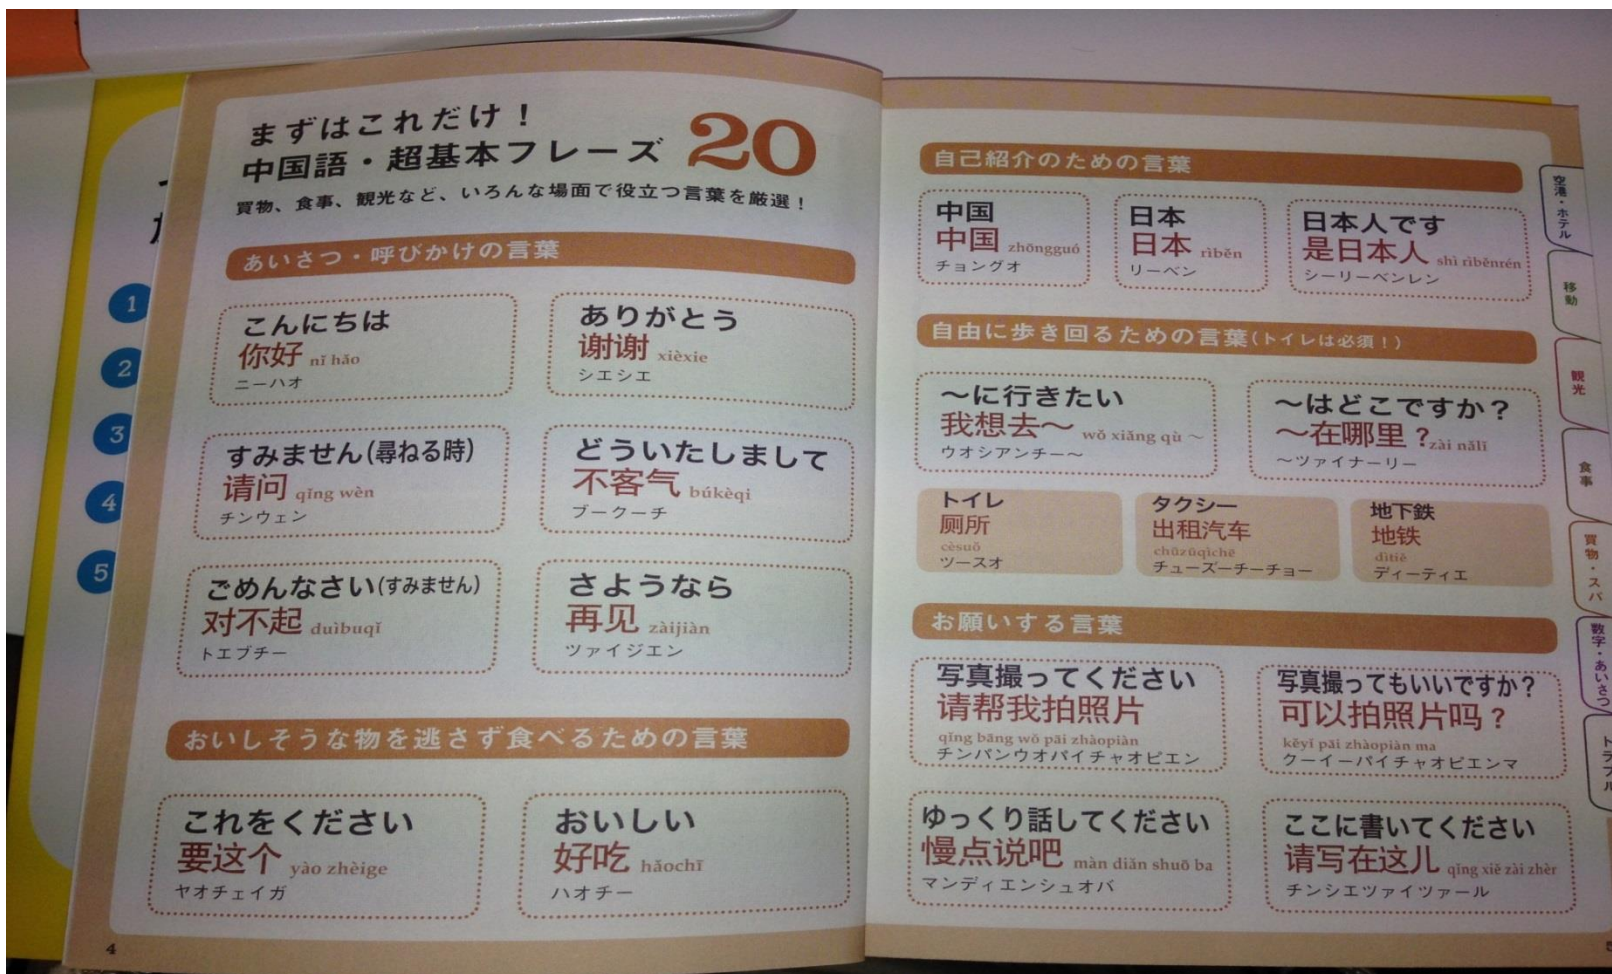 まずはこれだけ！
中国語・超基本フレーズ 20
買物、食事、観光など、いろんな場面で役立つ言葉を厳選！
あいさつ・呼びかけの言葉
こんにちは
你好 nǐ hǎo
ニーハオ
ありがとう
谢谢 xièxie
シエシエ
すみません(尋ねる時)
请问 qǐng wèn
チンウェン
どういたしまして
不客气 búkèqi
ブークーチ
ごめんなさい(すみません)
对不起 duìbuqǐ
トエブチー
さようなら
再见 zàijiàn
ツァイジエン
おいしそうな物を逃さず食べるための言葉
これをください
要这个 yào zhèige
ヤオチェイガ
おいしい
好吃 hǎochī
ハオチー
4
1
2
3
4
5
自己紹介のための言葉
中国
中国 zhōngguó
チョングオ
日本
日本 rìběn
リーベン
日本人です
是日本人 shì rìběnrén
シーリーベンレン
自由に歩き回るための言葉(トイレは必須！)
〜に行きたい
我想去〜 wǒ xiǎng qù 〜
ウオシアンチー〜
〜はどこですか？
〜在哪里？zài nǎlǐ
〜ツァイナーリー
トイレ
厕所
cèsuǒ
ツースオ
タクシー
出租汽车
chūzūqìchē
チューズーチーチョー
地下鉄
地铁
dìtiě
ディーティエ
お願いする言葉
写真撮ってください
请帮我拍照片
qǐng bāng wǒ pāi zhàopiàn
チンバンウオパイチャオピエン
写真撮ってもいいですか？
可以拍照片吗？
kěyǐ pāi zhàopiàn ma
クーイーパイチャオピエンマ
ゆっくり話してください
慢点说吧 màn diǎn shuō ba
マンディエンシュオバ
ここに書いてください
请写在这儿 qǐng xiě zài zhèr
チンシエツァイツァール
空港・ホテル
移動
観光
食事
買物・スパ
数字・あいさつ
トラブル